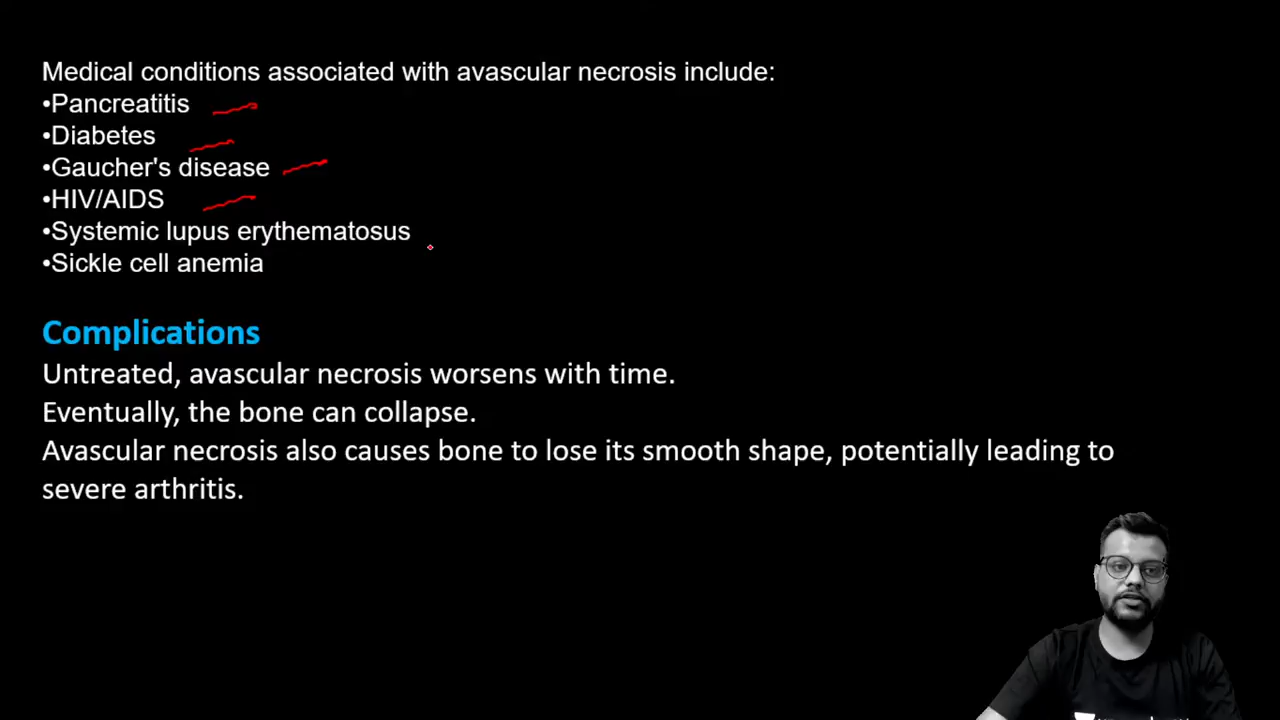 Medical conditions associated with avascular necrosis include:
•Pancreatitis
•Diabetes
•Gaucher's disease
•HIV/AIDS
•Systemic lupus erythematosus
•Sickle cell anemia
Complications
Untreated, avascular necrosis worsens with time.
Eventually, the bone can collapse.
Avascular necrosis also causes bone to lose its smooth shape, potentially leading to
severe arthritis.